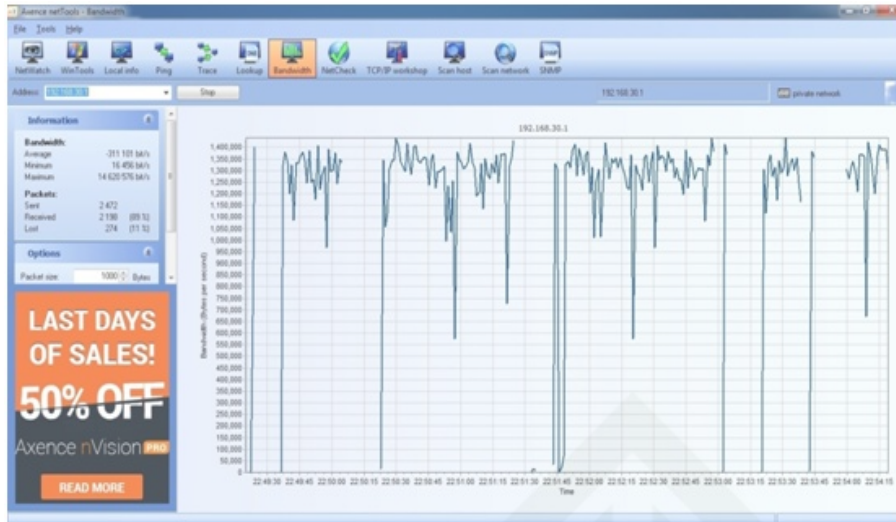 Axence netTools - Bandwidth
File Tools Help
NetWatch WinTools Local info Ping Trace Lookup Bandwidth NetCheck TCP/IP workshop Scan host Scan network SNMP
Address: 192.168.30.1 Stop 192.168.30.1 private network
Information
Bandwidth:
Average -311 101 bit/s
Minimum 16 456 bit/s
Maximum 14 620 576 bit/s
Packets:
Sent 2 472
Received 2 198 (89 %)
Lost 274 (11 %)
Options
Packet size: 1000 Bytes
LAST DAYS
OF SALES!
50% OFF
Axence nVision PRO
READ MORE
192.168.30.1
1,400,000
1,350,000
1,300,000
1,250,000
1,200,000
1,150,000
1,100,000
1,050,000
1,000,000
950,000
900,000
850,000
800,000
750,000
700,000
650,000
600,000
550,000
500,000
450,000
400,000
350,000
300,000
250,000
200,000
150,000
100,000
50,000
0
Bandwidth (Bytes per second)
22:49:30 22:49:45 22:50:00 22:50:15 22:50:30 22:50:45 22:51:00 22:51:15 22:51:30 22:51:45 22:52:00 22:52:15 22:52:30 22:52:45 22:53:00 22:53:15 22:53:30 22:53:45 22:54:00 22:54:15
Time